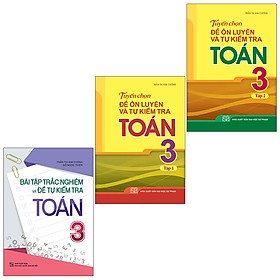 Tuyển chọn
ĐỀ ÔN LUYỆN
VÀ TỰ KIỂM TRA
TOÁN
3
Tập 2
Tuyển chọn
ĐỀ ÔN LUYỆN
VÀ TỰ KIỂM TRA
TOÁN
3
Tập 1
BÀI TẬP TRẮC NGHIỆM
VÀ ĐỀ TỰ KIỂM TRA
TOÁN
3